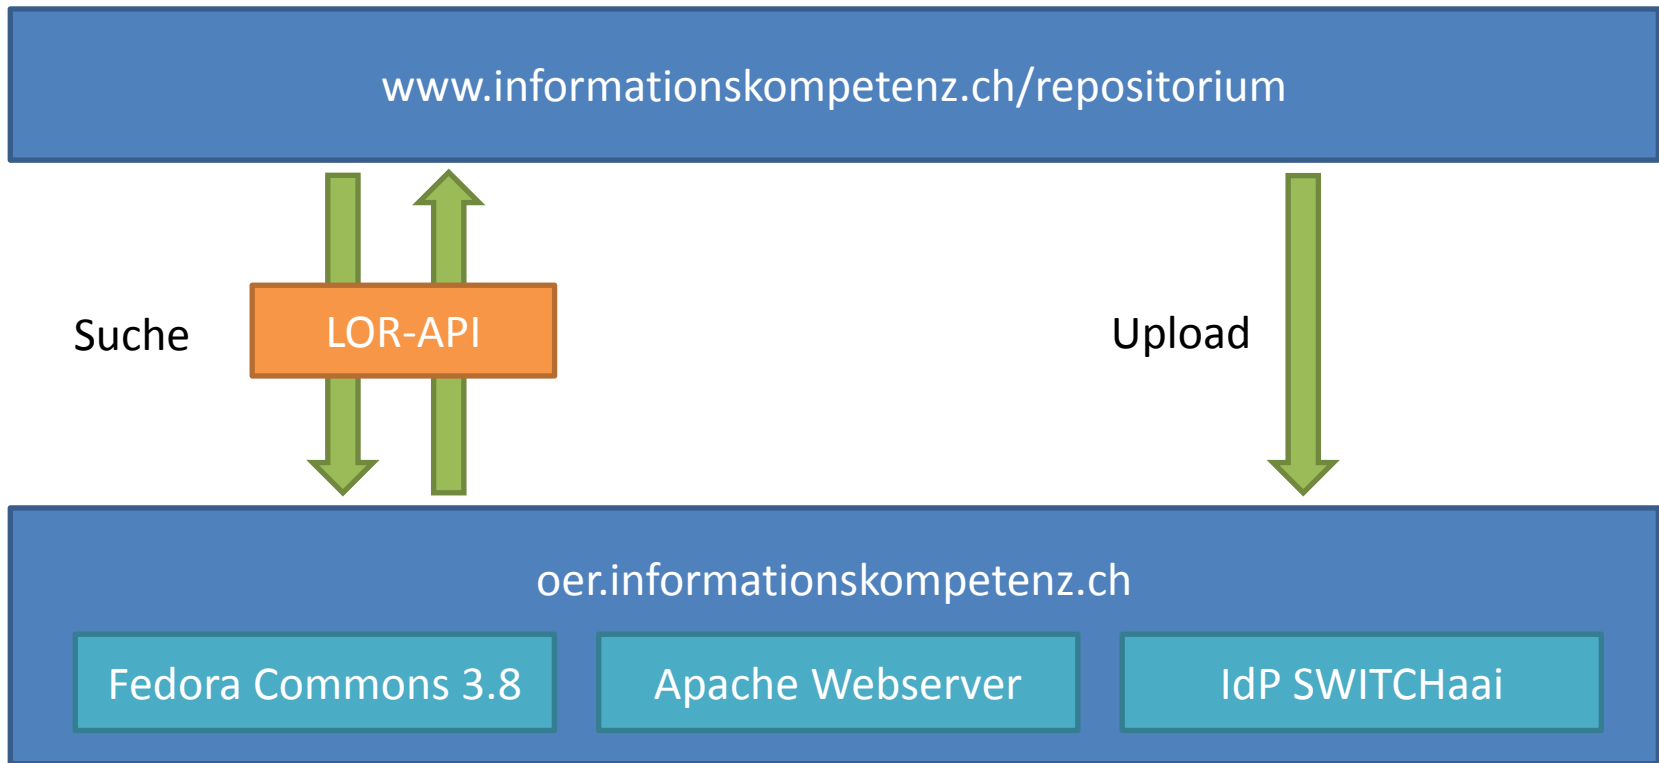 www.informationskompetenz.ch/repositorium
Suche
LOR-API
Upload
oer.informationskompetenz.ch
Fedora Commons 3.8
Apache Webserver
IdP SWITCHaai